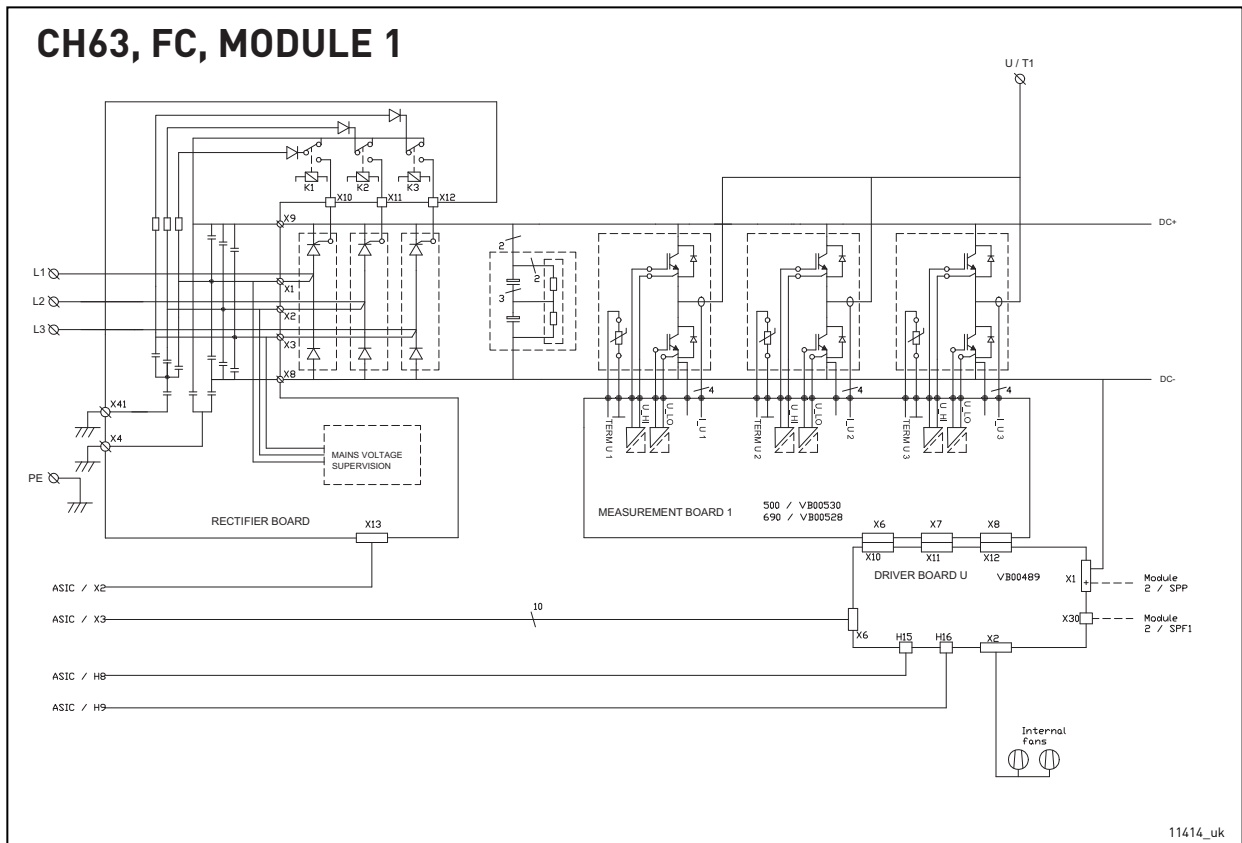 CH63, FC, MODULE 1
U / T1
K1
K2
K3
X10
X11
X12
X9
DC+
L1
X1
L2
X2
L3
X3
X8
2
2
3
DC-
4
4
4
X41
X4
PE
TERM U 1
U_HI
U_LO
I_U 1
TERM U 2
U_HI
U_LO
I_U 2
TERM U 3
U_HI
U_LO
I_U 3
MAINS VOLTAGE
SUPERVISION
RECTIFIER BOARD
X13
MEASUREMENT BOARD 1
500 / VB00530
690 / VB00528
X6
X7
X8
X10
X11
X12
DRIVER BOARD U
VB00489
X1
+
Module
2 / SPP
X30
Module
2 / SPF1
ASIC / X2
ASIC / X3
10
X6
H15
H16
X2
ASIC / H8
ASIC / H9
Internal
fans
11414_uk